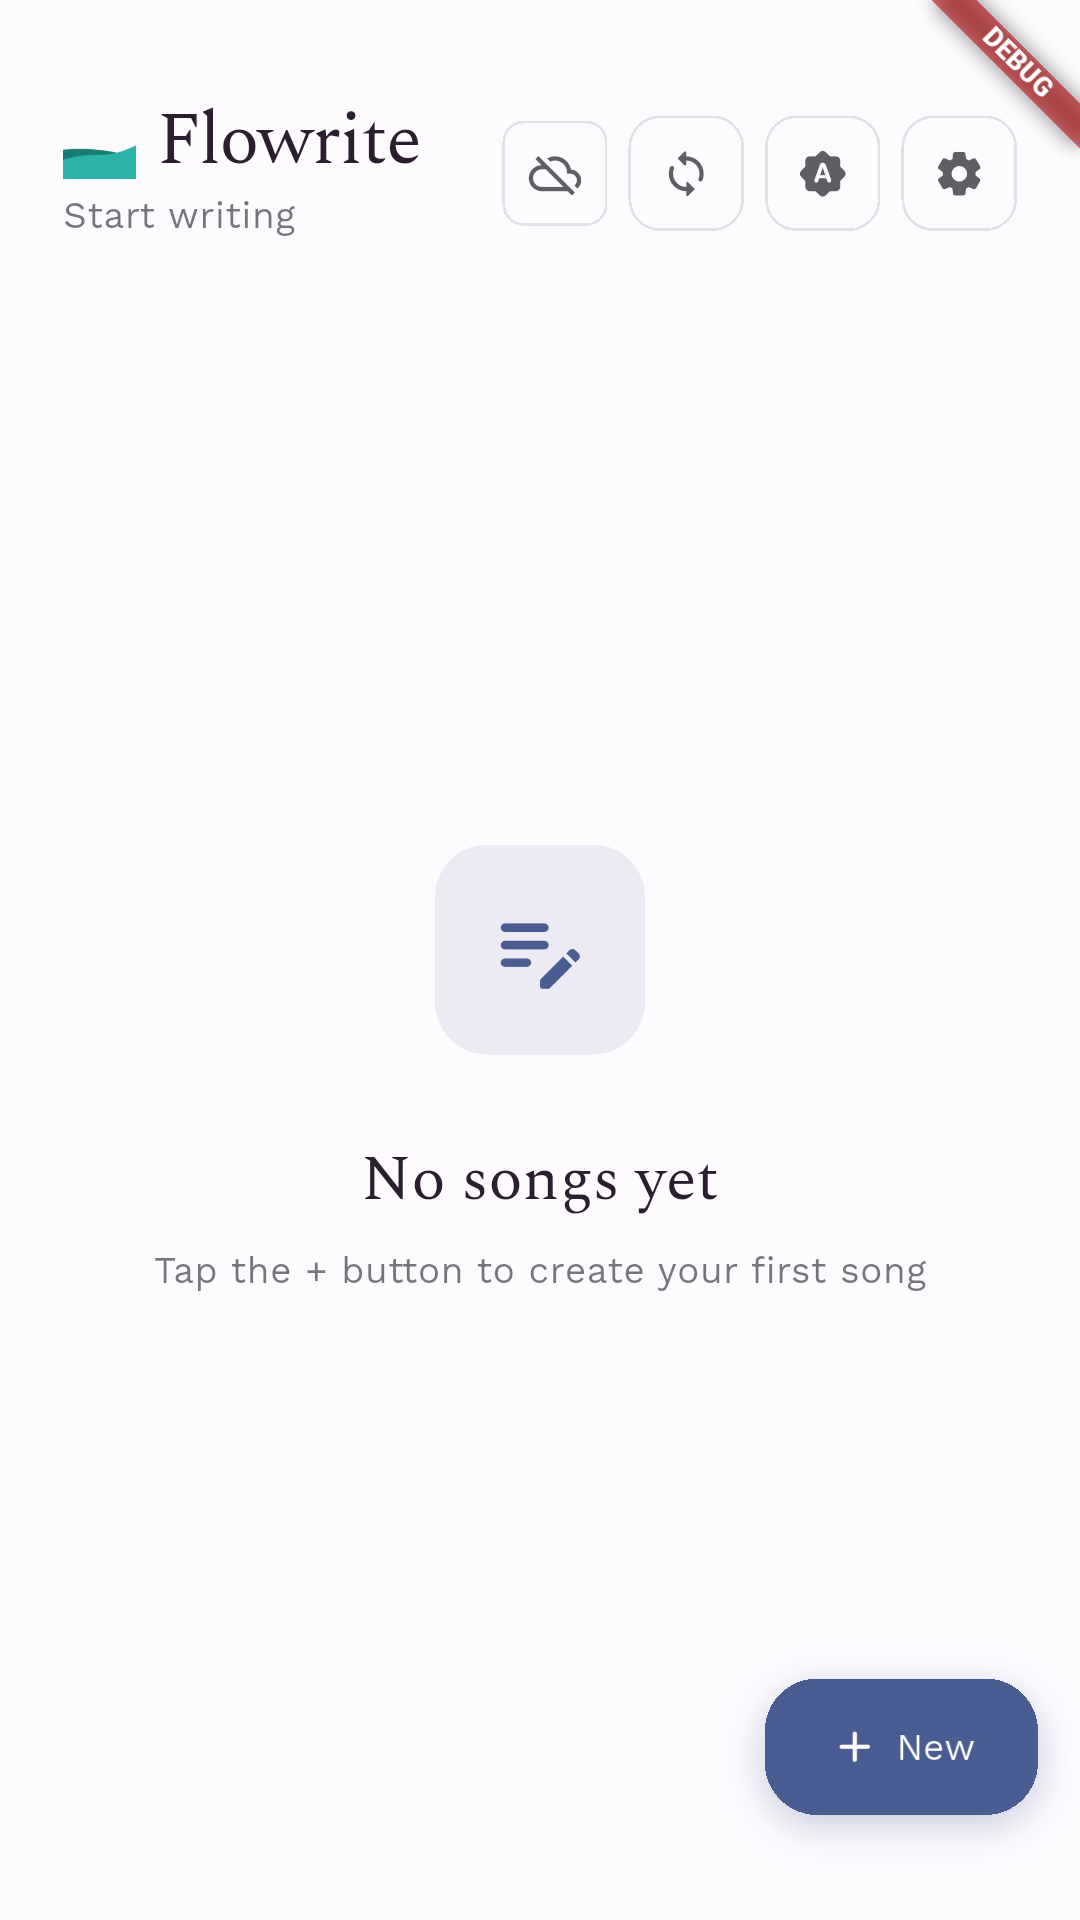 DEBUG
Flowrite
Start writing
A
No songs yet
Tap the + button to create your first song
+ New